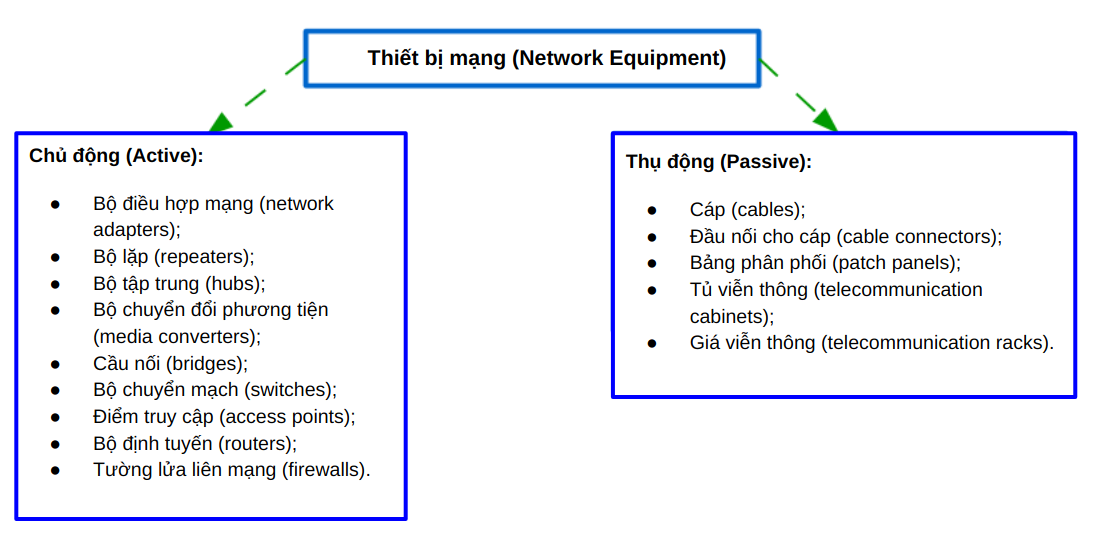 Thiết bị mạng (Network Equipment)
Chủ động (Active):
● Bộ điều hợp mạng (network
adapters);
● Bộ lặp (repeaters);
● Bộ tập trung (hubs);
● Bộ chuyển đổi phương tiện
(media converters);
● Cầu nối (bridges);
● Bộ chuyển mạch (switches);
● Điểm truy cập (access points);
● Bộ định tuyến (routers);
● Tường lửa liên mạng (firewalls).
Thụ động (Passive):
● Cáp (cables);
● Đầu nối cho cáp (cable connectors);
● Bảng phân phối (patch panels);
● Tủ viễn thông (telecommunication
cabinets);
● Giá viễn thông (telecommunication racks).